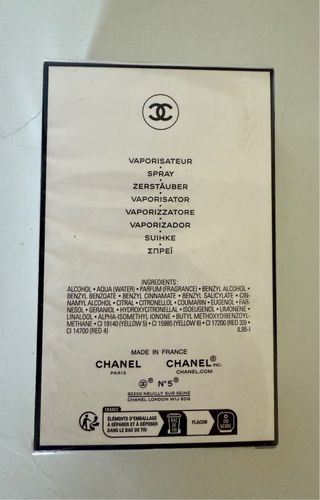 VAPORISATEUR
SPRAY
ZERSTÄUBER
VAPORISATOR
VAPORIZZATORE
VAPORIZADOR
SUIHKE
ΣΠΡΕΪ
INGREDIENTS:
ALCOHOL • AQUA (WATER) • PARFUM (FRAGRANCE) • BENZYL ALCOHOL •
BENZYL BENZOATE • BENZYL CINNAMATE • BENZYL SALICYLATE • CIN-
NAMYL ALCOHOL • CITRAL • CITRONELLOL • COUMARIN • EUGENOL • FAR-
NESOL • GERANIOL • HYDROXYCITRONELLAL • ISOEUGENOL • LIMONENE •
LINALOOL • ALPHA-ISOMETHYL IONONE • BUTYL METHOXYDIBENZOYL-
METHANE • CI 19140 (YELLOW 5) • CI 15985 (YELLOW 6) • CI 17200 (RED 33) •
CI 14700 (RED 4) IL95-I
MADE IN FRANCE
CHANEL CHANEL® INC.
PARIS CHANEL.COM
N°5®
92200 NEUILLY SUR SEINE
CHANEL LONDON W1J 6DG
FRANCE
ÉLÉMENTS D'EMBALLAGE
À SÉPARER ET À DÉPOSER
DANS LE BAC DE TRI
FLACON